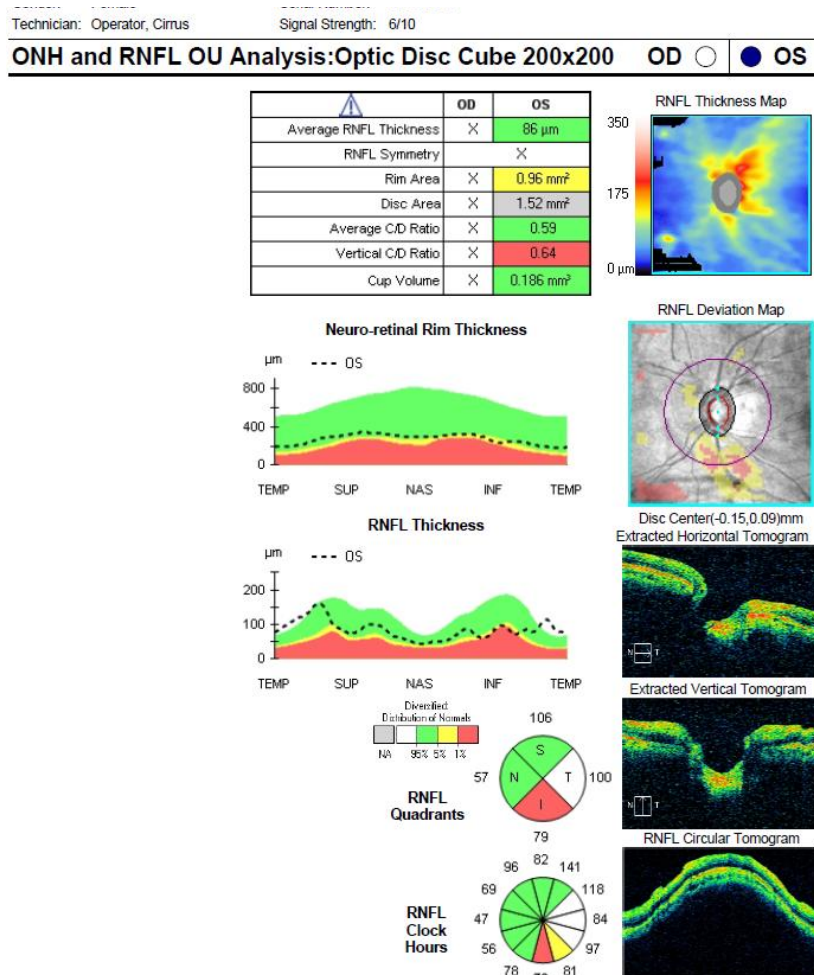 Technician: Operator, Cirrus Signal Strength: 6/10
ONH and RNFL OU Analysis:Optic Disc Cube 200x200 OD OS
OD OS
Average RNFL Thickness X 86 µm
RNFL Symmetry X
Rim Area X 0.96 mm²
Disc Area X 1.52 mm²
Average C/D Ratio X 0.59
Vertical C/D Ratio X 0.64
Cup Volume X 0.186 mm³
RNFL Thickness Map
350
175
0 µm
Neuro-retinal Rim Thickness
µm --- OS
800
400
0
TEMP SUP NAS INF TEMP
RNFL Deviation Map
Disc Center(-0.15,0.09)mm
Extracted Horizontal Tomogram
N T
RNFL Thickness
µm --- OS
200
100
0
TEMP SUP NAS INF TEMP
Extracted Vertical Tomogram
N T
Diversified:
Distribution of Normals
NA 95% 5% 1%
RNFL
Quadrants
106
S
57 N T 100
I
79
RNFL Circular Tomogram
RNFL
Clock
Hours
96 82 141
69 118
47 84
56 97
78 81